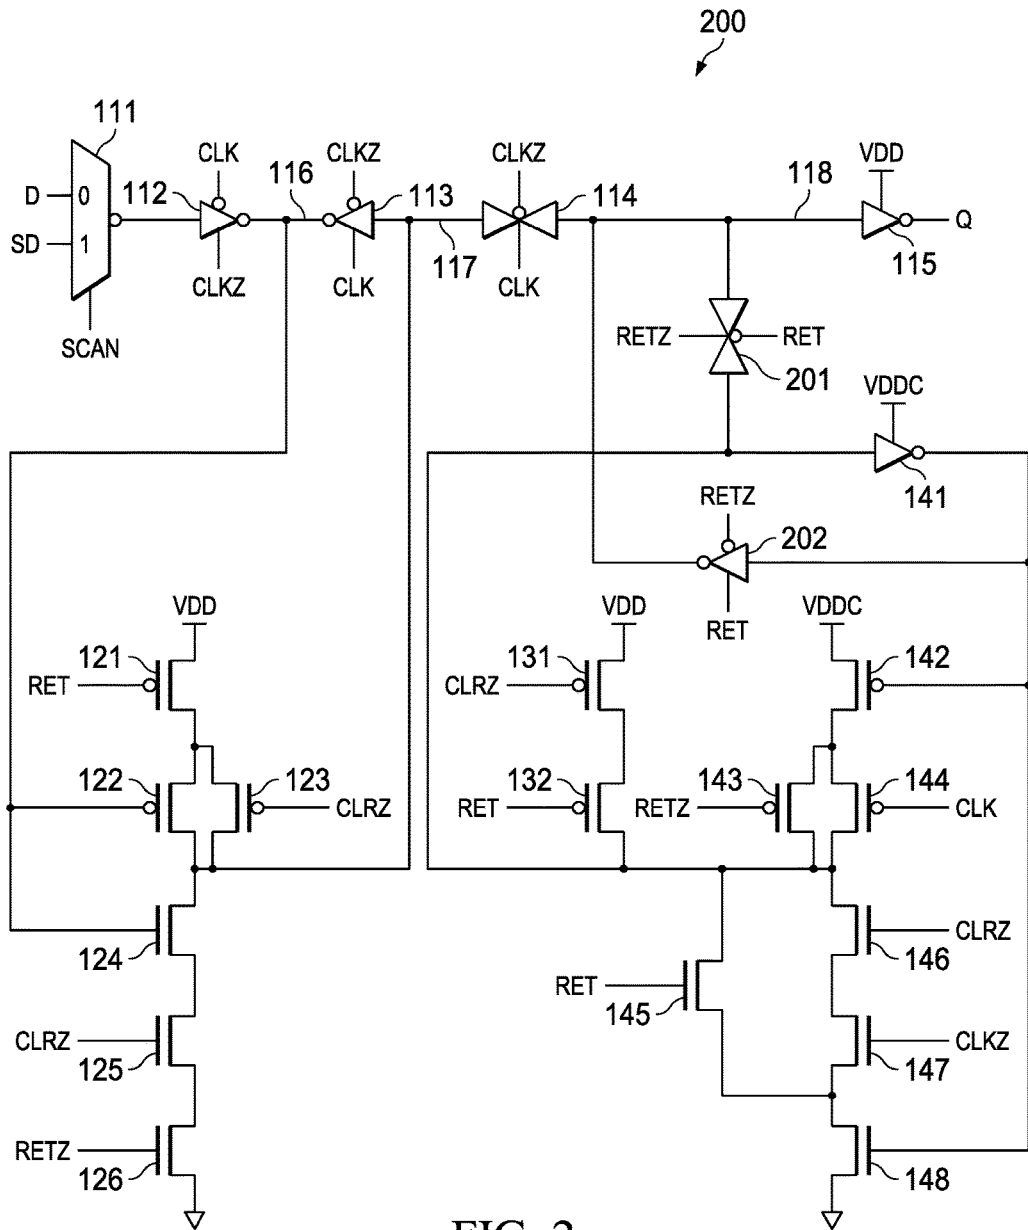 200
111
D 0
SD 1
SCAN
112
CLK
CLKZ
116
CLKZ
113
CLK
117
CLKZ
114
CLK
118
VDD
115
Q
RETZ
RET
201
VDDC
141
RETZ
202
RET
VDD
121
RET
122
123
CLRZ
124
CLRZ
125
RETZ
126
VDD
131
CLRZ
132
RET
VDDC
142
143
RETZ
144
CLK
RET
145
CLRZ
146
CLKZ
147
148
FIG. 2